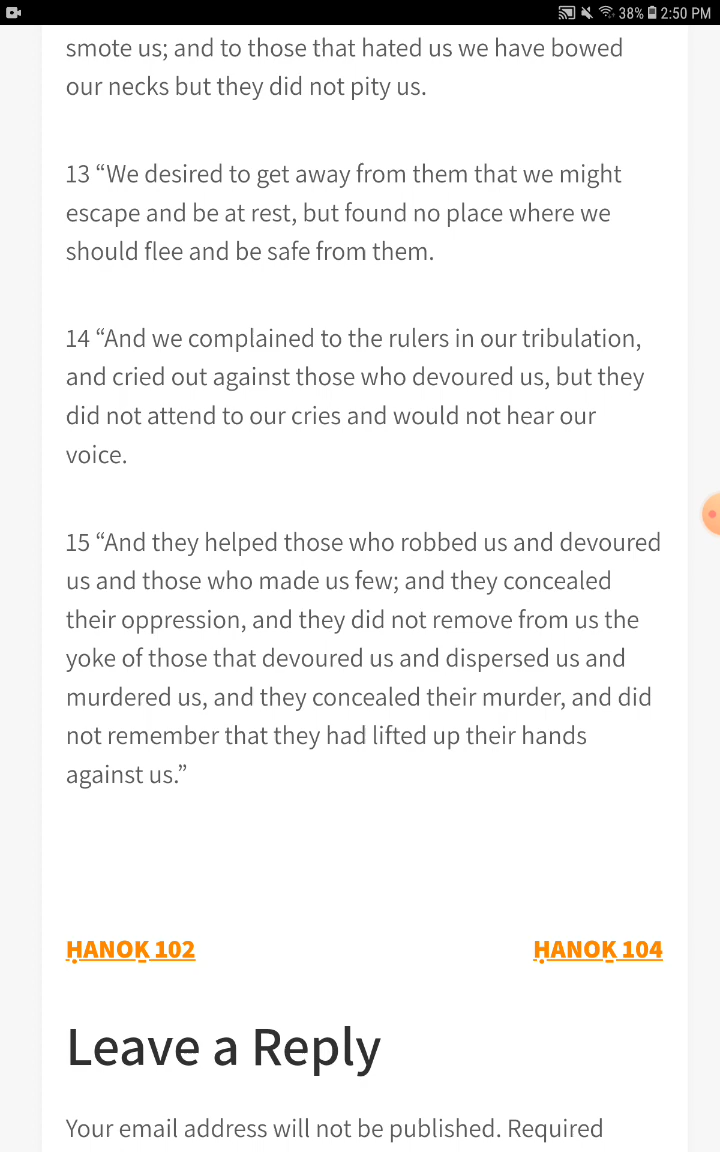 38% 2:50 PM
smote us; and to those that hated us we have bowed
our necks but they did not pity us.
13 “We desired to get away from them that we might
escape and be at rest, but found no place where we
should flee and be safe from them.
14 “And we complained to the rulers in our tribulation,
and cried out against those who devoured us, but they
did not attend to our cries and would not hear our
voice.
15 “And they helped those who robbed us and devoured
us and those who made us few; and they concealed
their oppression, and they did not remove from us the
yoke of those that devoured us and dispersed us and
murdered us, and they concealed their murder, and did
not remember that they had lifted up their hands
against us.”
ḤANOḴ 102 ḤANOḴ 104
Leave a Reply
Your email address will not be published. Required